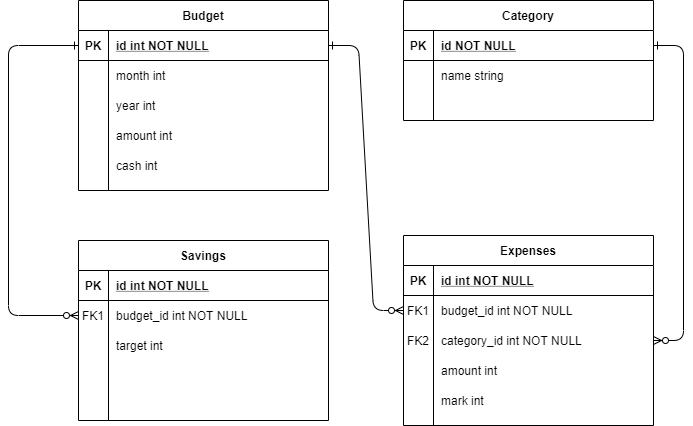 Budget
PK id int NOT NULL
month int
year int
amount int
cash int
Category
PK id NOT NULL
name string
Savings
PK id int NOT NULL
FK1 budget_id int NOT NULL
target int
Expenses
PK id int NOT NULL
FK1 budget_id int NOT NULL
FK2 category_id int NOT NULL
amount int
mark int